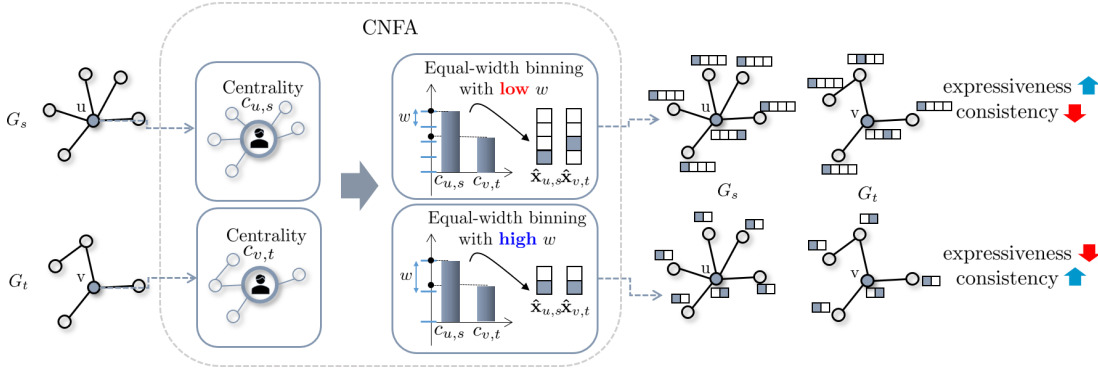 CNFA
G_s
u
Centrality
c_{u,s}
Equal-width binning
with low w
w
c_{u,s} c_{v,t}
x̂_{u,s} x̂_{v,t}
u
G_s
v
G_t
expressiveness
consistency
G_t
v
Centrality
c_{v,t}
Equal-width binning
with high w
w
c_{u,s} c_{v,t}
x̂_{u,s} x̂_{v,t}
u
v
expressiveness
consistency